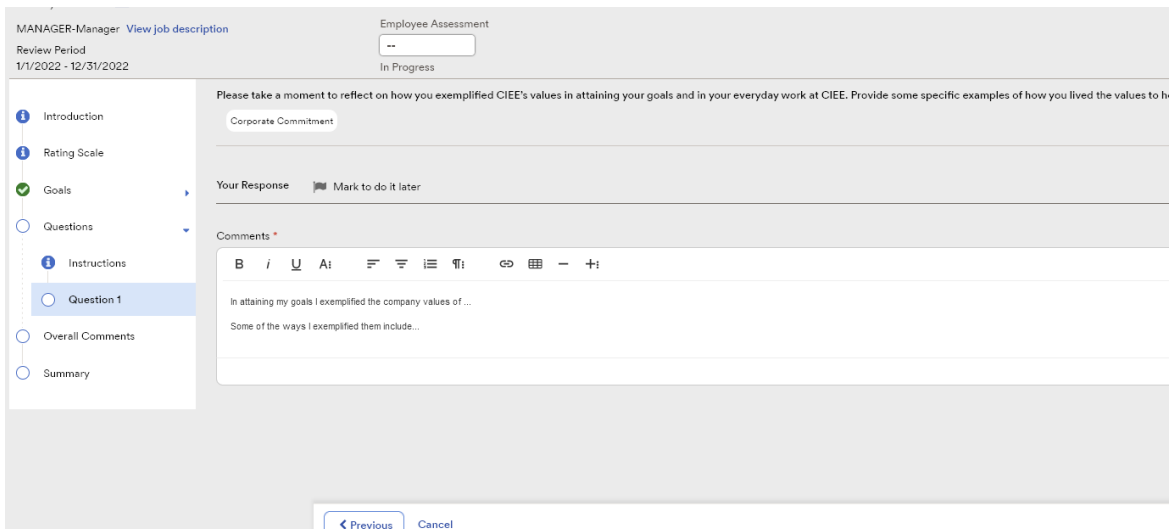 MANAGER-Manager View job description
Employee Assessment
Review Period
--
1/1/2022 - 12/31/2022
In Progress
Please take a moment to reflect on how you exemplified CIEE's values in attaining your goals and in your everyday work at CIEE. Provide some specific examples of how you lived the values to
Corporate Commitment
Introduction
Rating Scale
Goals
Questions
Instructions
Question 1
Overall Comments
Summary
Your Response Mark to do it later
Comments *
B i U A
In attaining my goals I exemplified the company values of ...
Some of the ways I exemplified them include...
Previous Cancel